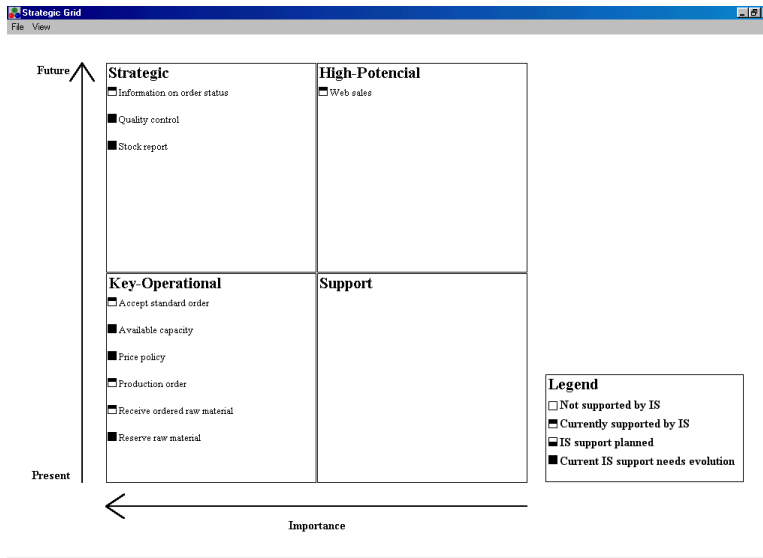 Strategic Grid
File View
Future
Strategic
Information on order status
Quality control
Stock report
High-Potencial
Web sales
Key-Operational
Accept standard order
Available capacity
Price policy
Production order
Receive ordered raw material
Reserve raw material
Support
Legend
Not supported by IS
Currently supported by IS
IS support planned
Current IS support needs evolution
Present
Importance